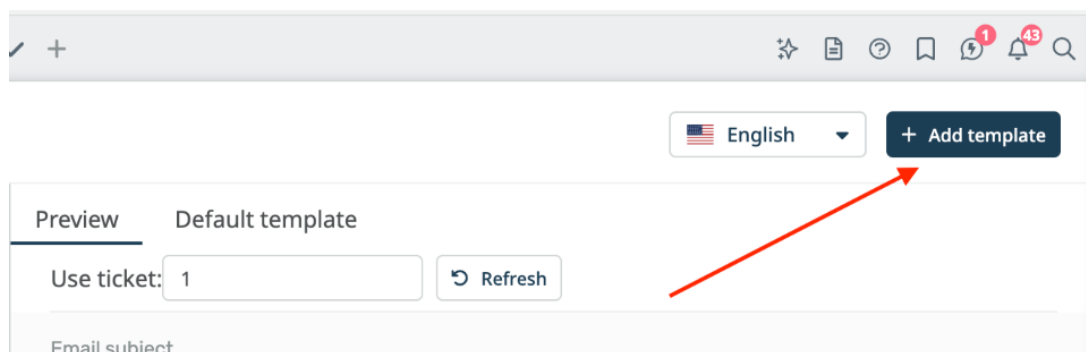 1
43
English
+ Add template
Preview
Default template
Use ticket:
1
Refresh
Email subject